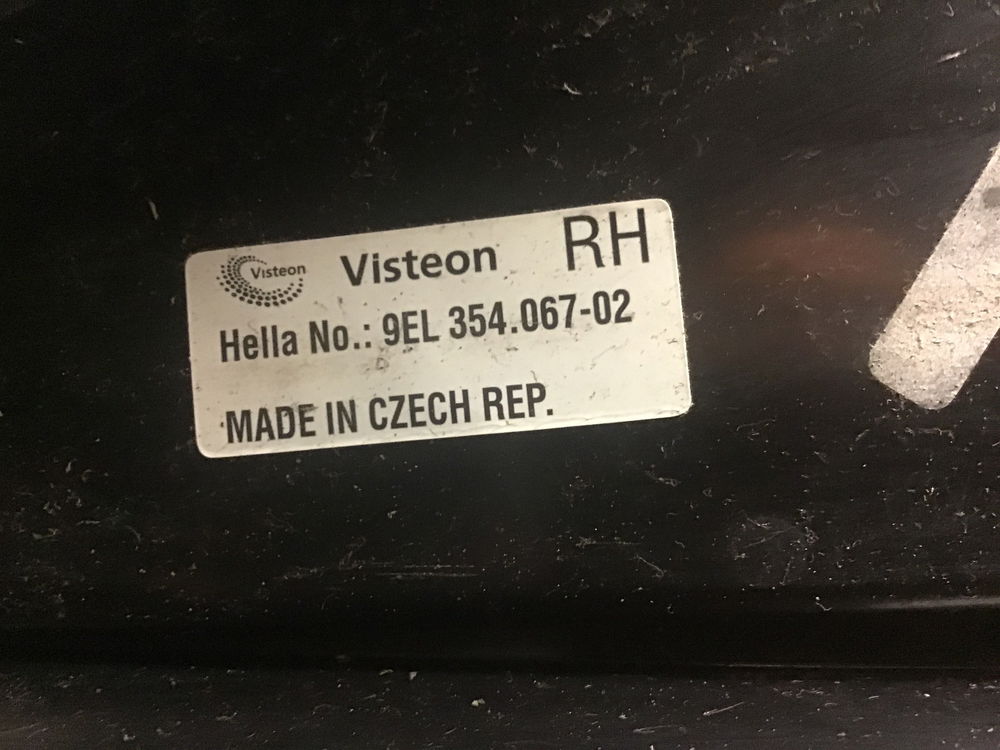 Visteon Visteon RH
Hella No.: 9EL 354.067-02
MADE IN CZECH REP.